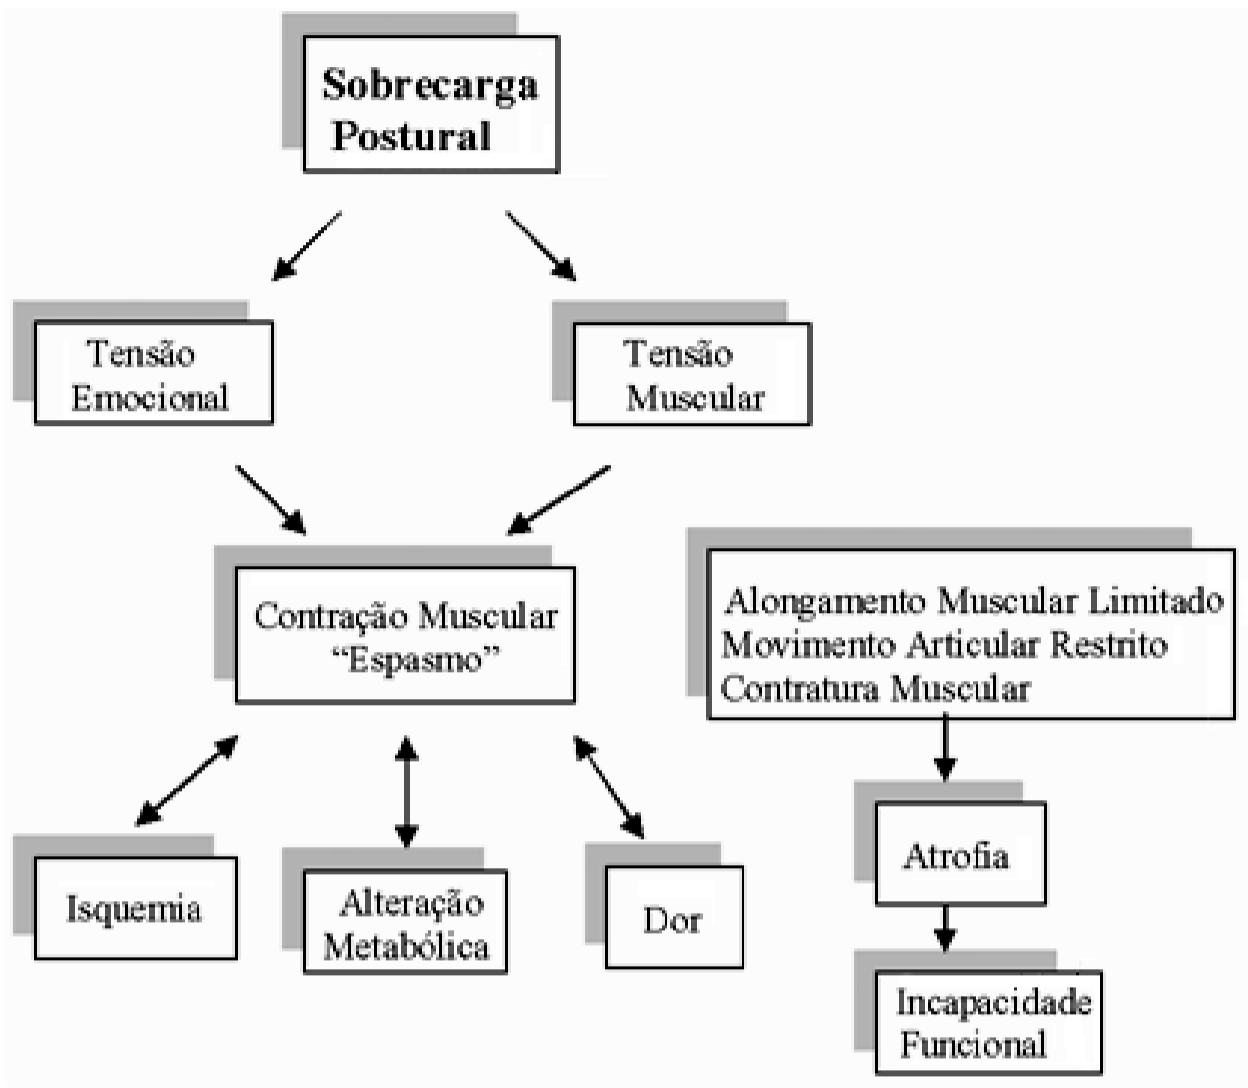 Sobrecarga
Postural
Tensão
Emocional
Tensão
Muscular
Contração Muscular
“Espasmo”
Alongamento Muscular Limitado
Movimento Articular Restrito
Contratura Muscular
Isquemia
Alteração
Metabólica
Dor
Atrofia
Incapacidade
Funcional